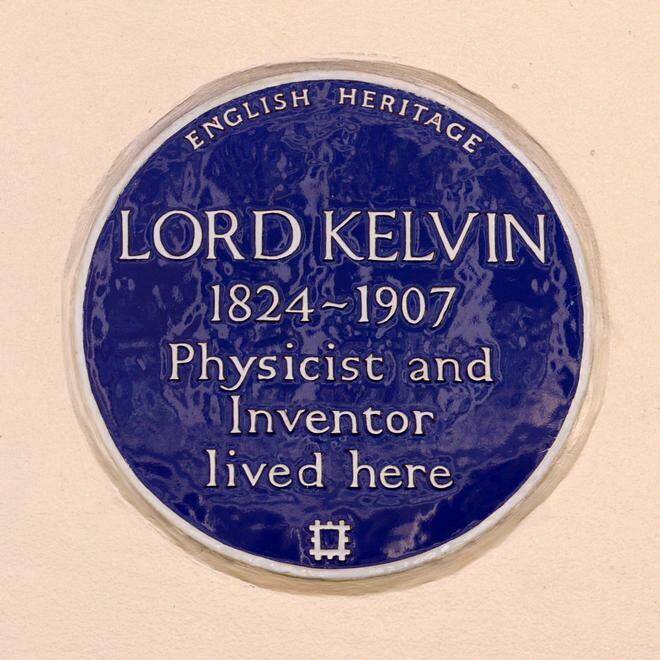 ENGLISH HERITAGE
LORD KELVIN
1824~1907
Physicist and
Inventor
lived here